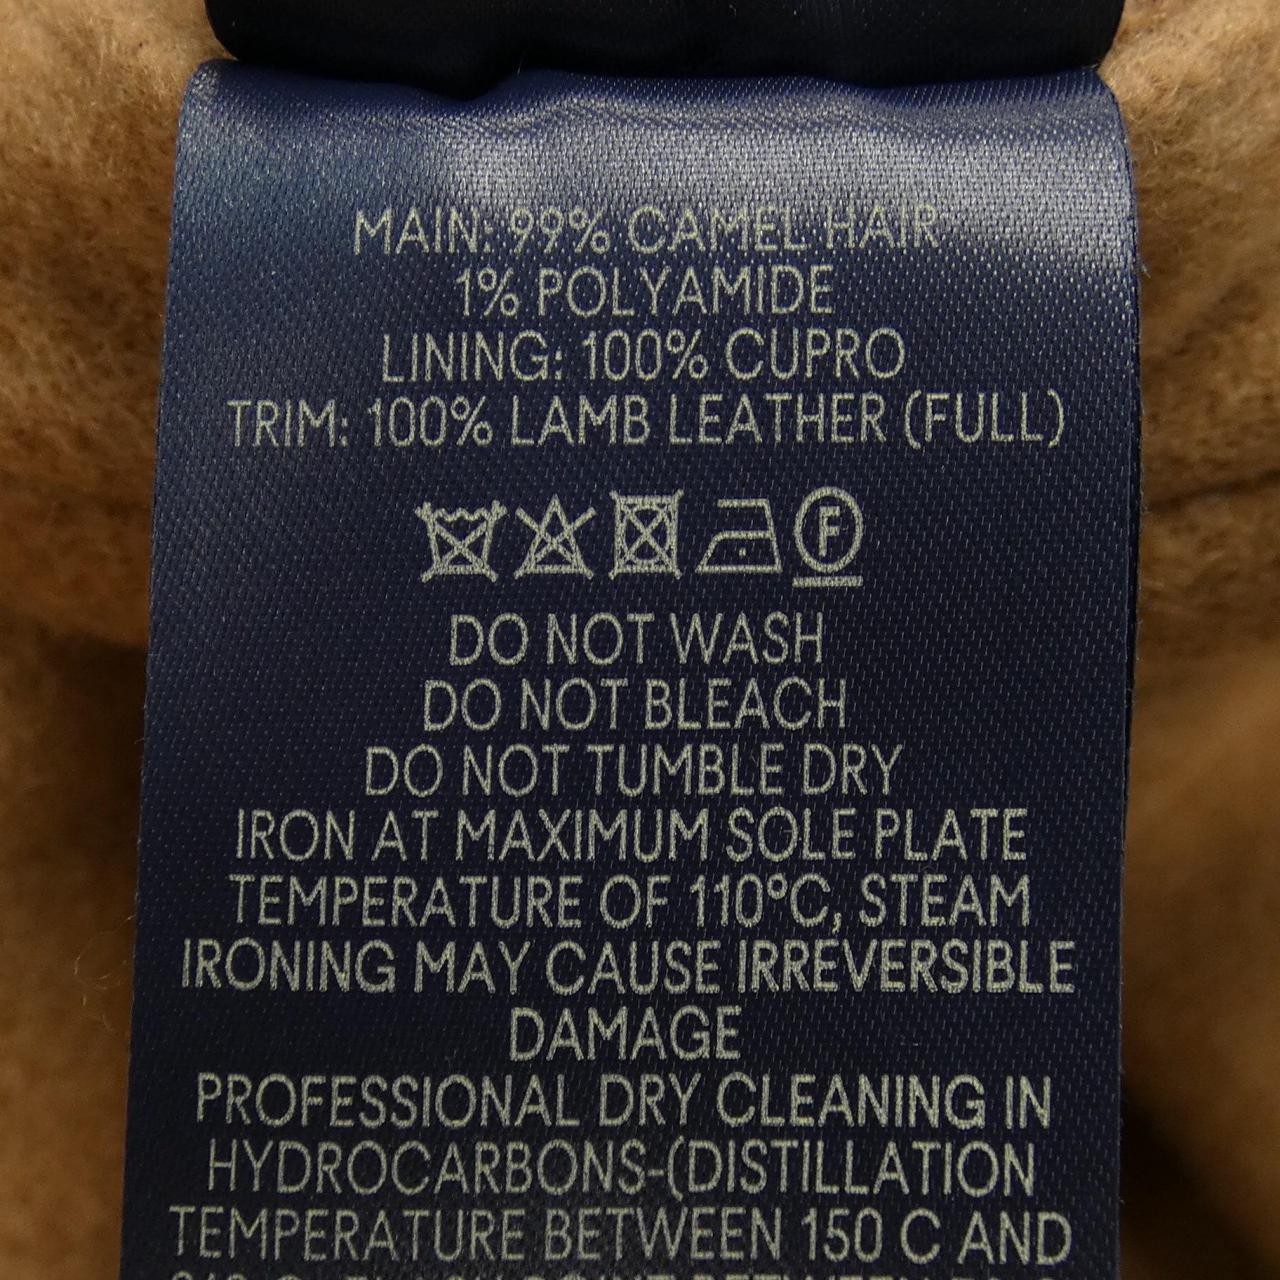 MAIN: 99% CAMEL HAIR
1% POLYAMIDE
LINING: 100% CUPRO
TRIM: 100% LAMB LEATHER (FULL)
F
DO NOT WASH
DO NOT BLEACH
DO NOT TUMBLE DRY
IRON AT MAXIMUM SOLE PLATE
TEMPERATURE OF 110°C, STEAM
IRONING MAY CAUSE IRREVERSIBLE
DAMAGE
PROFESSIONAL DRY CLEANING IN
HYDROCARBONS-(DISTILLATION
TEMPERATURE BETWEEN 150 C AND